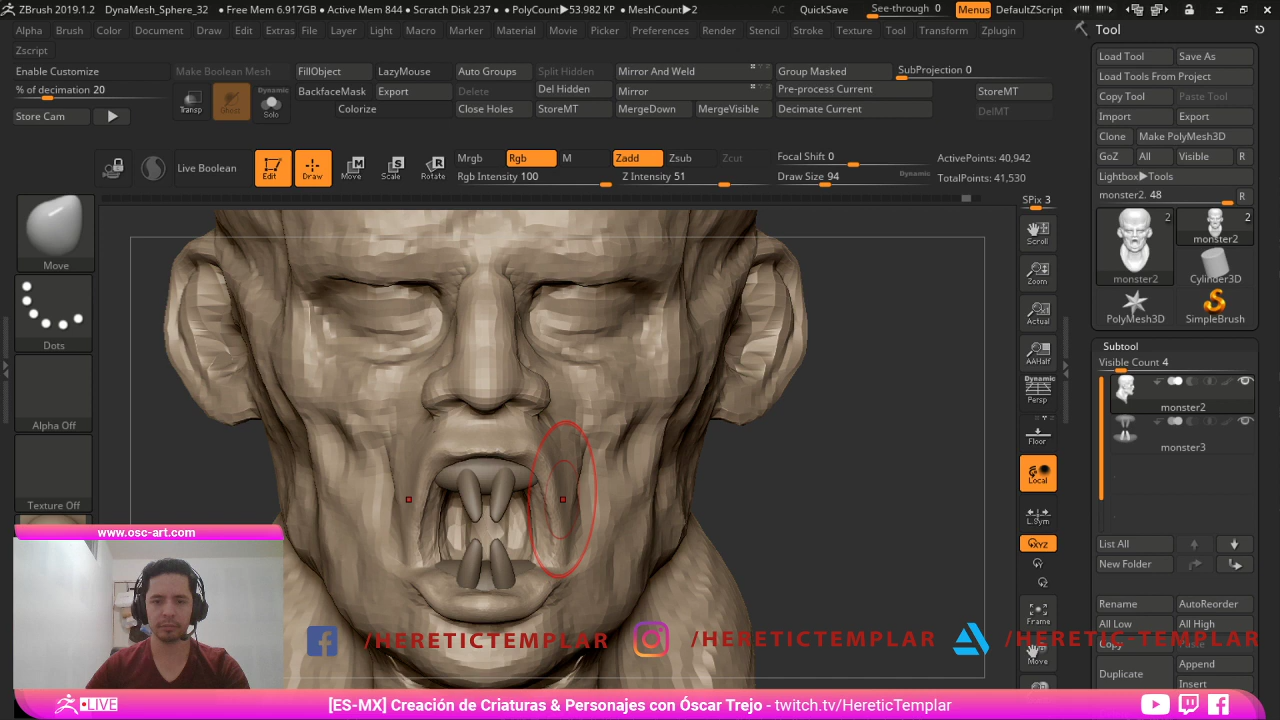 ZBrush 2019.1.2 DynaMesh_Sphere_32 • Free Mem 6.917GB • Active Mem 844 • Scratch Disk 237 • PolyCount▶53.982 KP • MeshCount▶2 AC QuickSave See-through 0 Menus DefaultZScript
Alpha Brush Color Document Draw Edit Extras File Layer Light Macro Marker Material Movie Picker Preferences Render Stencil Stroke Texture Tool Transform Zplugin
Zscript
Enable Customize
% of decimation 20
Store Cam
Transp
Ghost
Make Boolean Mesh
Dynamic
Solo
FillObject LazyMouse Auto Groups Split Hidden Mirror And Weld Group Masked SubProjection 0
BackfaceMask Export Delete Del Hidden Mirror Pre-process Current StoreMT
Colorize Close Holes StoreMT MergeDown MergeVisible Decimate Current DelMT
Live Boolean
Edit
Draw
Move
Scale
Rotate
Mrgb Rgb M Zadd Zsub Zcut
Rgb Intensity 100 Z Intensity 51
Focal Shift 0
Draw Size 94 Dynamic
ActivePoints: 40,942
TotalPoints: 41,530
Move
Dots
Alpha Off
Texture Off
SPix 3
Scroll
Zoom
Actual
AAHalf
Dynamic
Persp
Floor
Local
L.Sym
XYZ
Frame
Move
Tool
Load Tool Save As
Load Tools From Project
Copy Tool Paste Tool
Import Export
Clone Make PolyMesh3D
GoZ All Visible R
Lightbox▶Tools
monster2. 48 R
2
monster2
2
monster2
Cylinder3D
PolyMesh3D
SimpleBrush
Subtool
Visible Count 4
monster2
monster3
List All
New Folder
Rename AutoReorder
All Low All High
Copy Paste
Duplicate
Append
Insert
www.osc-art.com
/HERETICTEMPLAR
/HERETICTEMPLAR
/HERETIC_TEMPLAR
LIVE
[ES-MX] Creación de Criaturas & Personajes con Óscar Trejo - twitch.tv/HereticTemplar